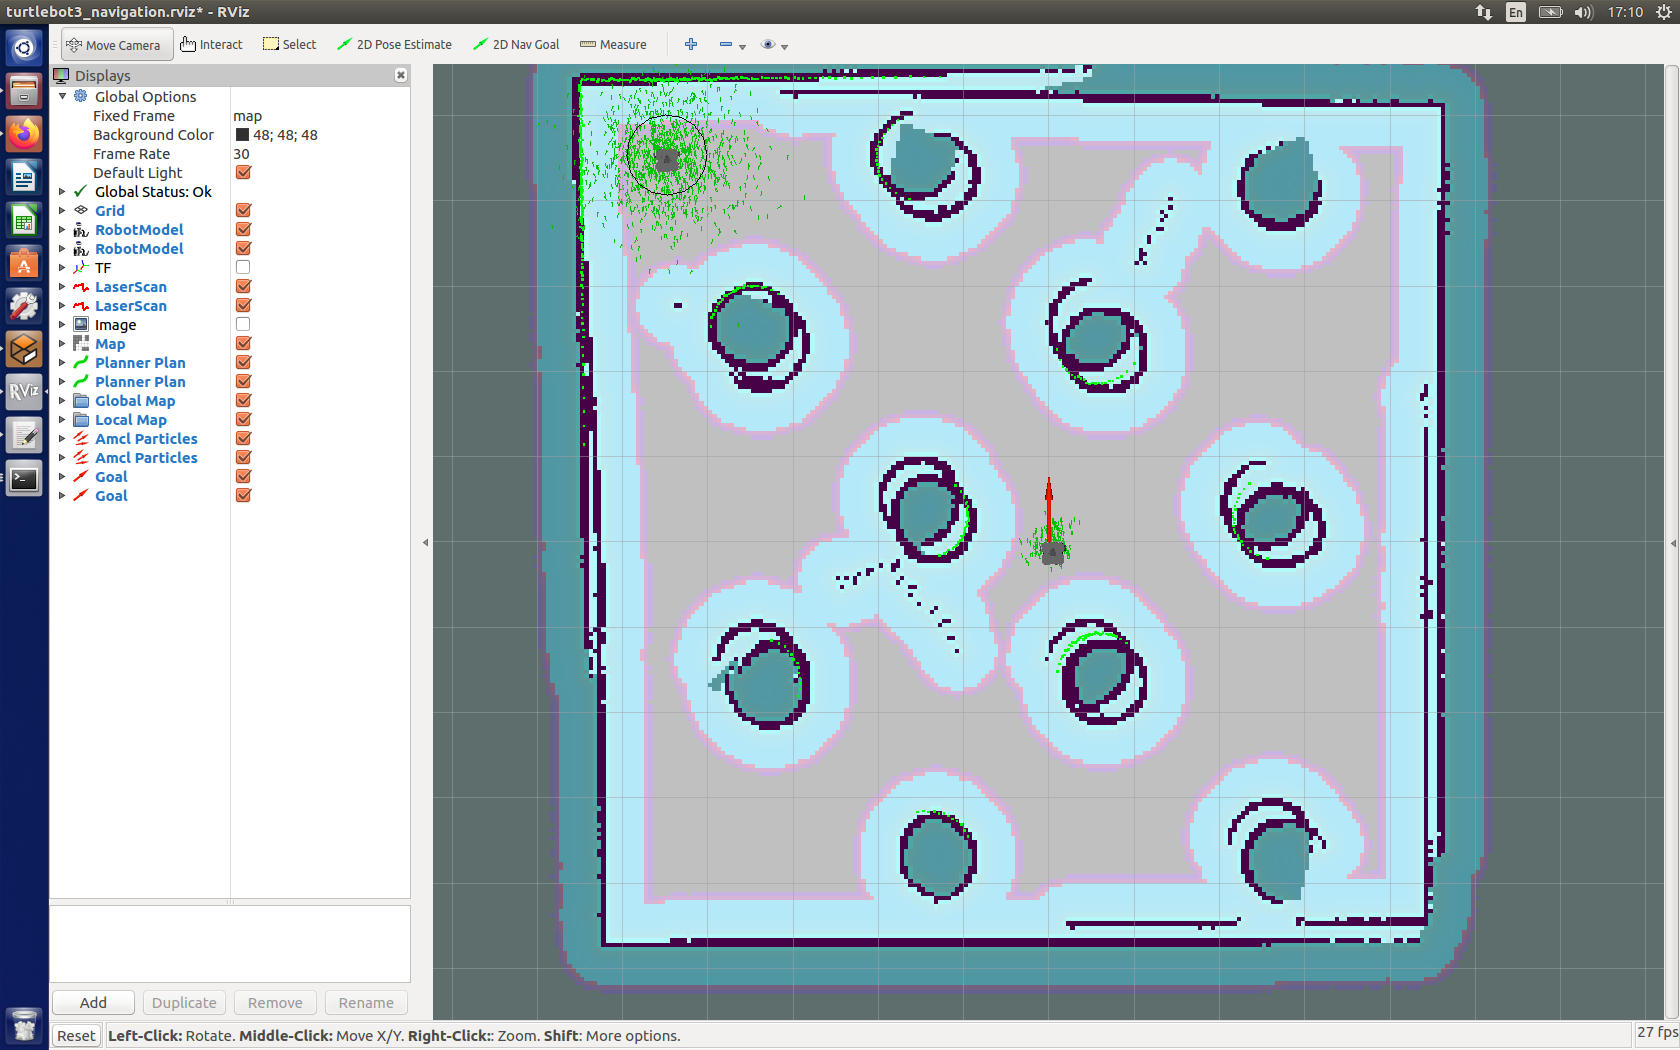 turtlebot3_navigation.rviz* - RViz
En
17:10
Move Camera
Interact
Select
2D Pose Estimate
2D Nav Goal
Measure
Displays
Global Options
Fixed Frame map
Background Color 48; 48; 48
Frame Rate 30
Default Light
Global Status: Ok
Grid
RobotModel
RobotModel
TF
LaserScan
LaserScan
Image
Map
Planner Plan
Planner Plan
Global Map
Local Map
Amcl Particles
Amcl Particles
Goal
Goal
RViz
Add
Duplicate
Remove
Rename
Reset
Left-Click: Rotate. Middle-Click: Move X/Y. Right-Click:: Zoom. Shift: More options.
27 fps